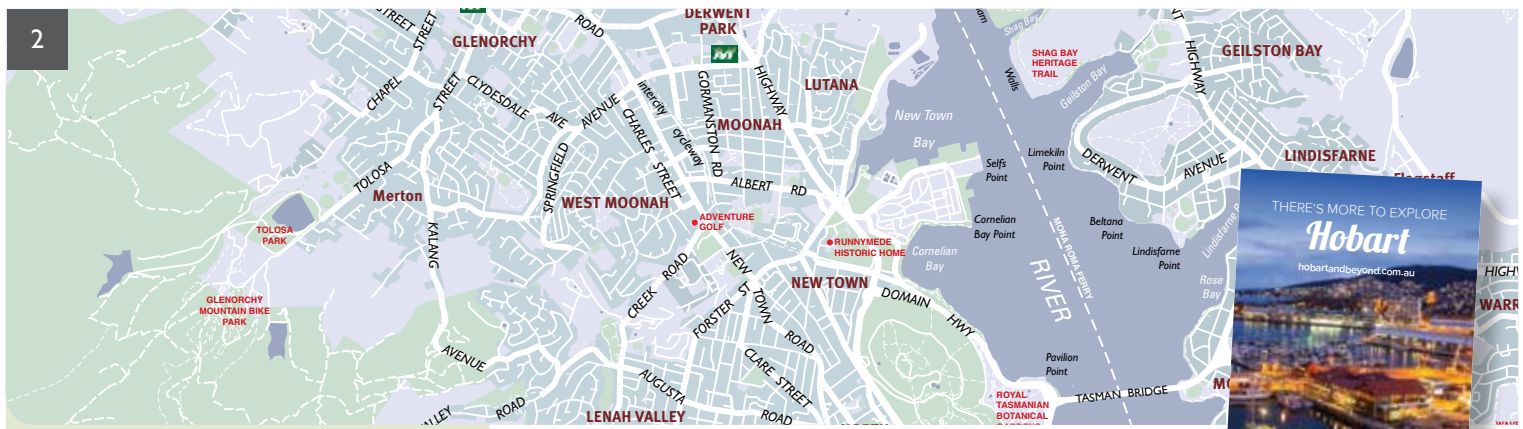 2
STREET
STREET
GLENORCHY
ROAD
DERWENT
PARK
Shag Bay
SHAG BAY
HERITAGE
TRAIL
HIGHWAY
GEILSTON BAY
CHAPEL
STREET
CLYDESDALE
AVE
AVENUE
intercity
cycleway
GORMANSTON RD
HIGHWAY
LUTANA
Walls
Geilston Bay
MOONAH
CHARLES STREET
New Town
Bay
SPRINGFIELD
TOLOSA
Merton
WEST MOONAH
ALBERT RD
Selfs
Point
Limekiln
Point
DERWENT
AVENUE
LINDISFARNE
Flagstaff
TOLOSA
PARK
KALANG
AVENUE
ADVENTURE
GOLF
RUNNYMEDE
HISTORIC HOME
Cornelian
Bay Point
Cornelian
Bay
MONA ROMA FERRY
RIVER
Beltana
Point
Lindisfarne
Point
Lindisfarne
Rose
Bay
THERE'S MORE TO EXPLORE
Hobart
hobartandbeyond.com.au
GLENORCHY
MOUNTAIN BIKE
PARK
CREEK ROAD
NEW
TOWN
ROAD
FORSTER ST
NEW TOWN
DOMAIN
HWY
CLARE STREET
AUGUSTA
ROAD
LENAH VALLEY
ROAD
Pavilion
Point
ROYAL
TASMANIAN
BOTANICAL
TASMAN BRIDGE